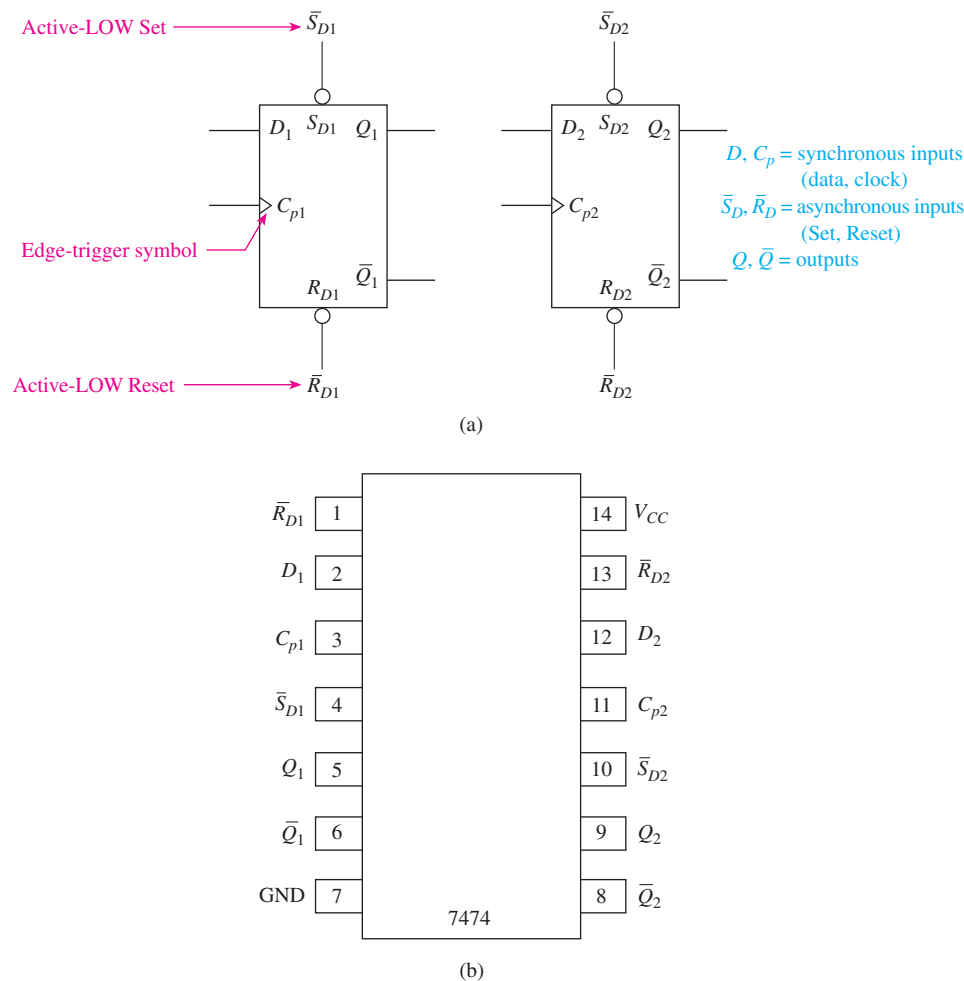 Active-LOW Set
S̄D1
S̄D2
D1 SD1 Q1
D2 SD2 Q2
D, Cp = synchronous inputs
(data, clock)
Cp1
Cp2
S̄D, R̄D = asynchronous inputs
(Set, Reset)
Edge-trigger symbol
Q, Q̄ = outputs
RD1 Q̄1
RD2 Q̄2
Active-LOW Reset
R̄D1
R̄D2
(a)
R̄D1 1
14 VCC
D1 2
13 R̄D2
Cp1 3
12 D2
S̄D1 4
11 Cp2
Q1 5
10 S̄D2
Q̄1 6
9 Q2
GND 7
8 Q̄2
7474
(b)